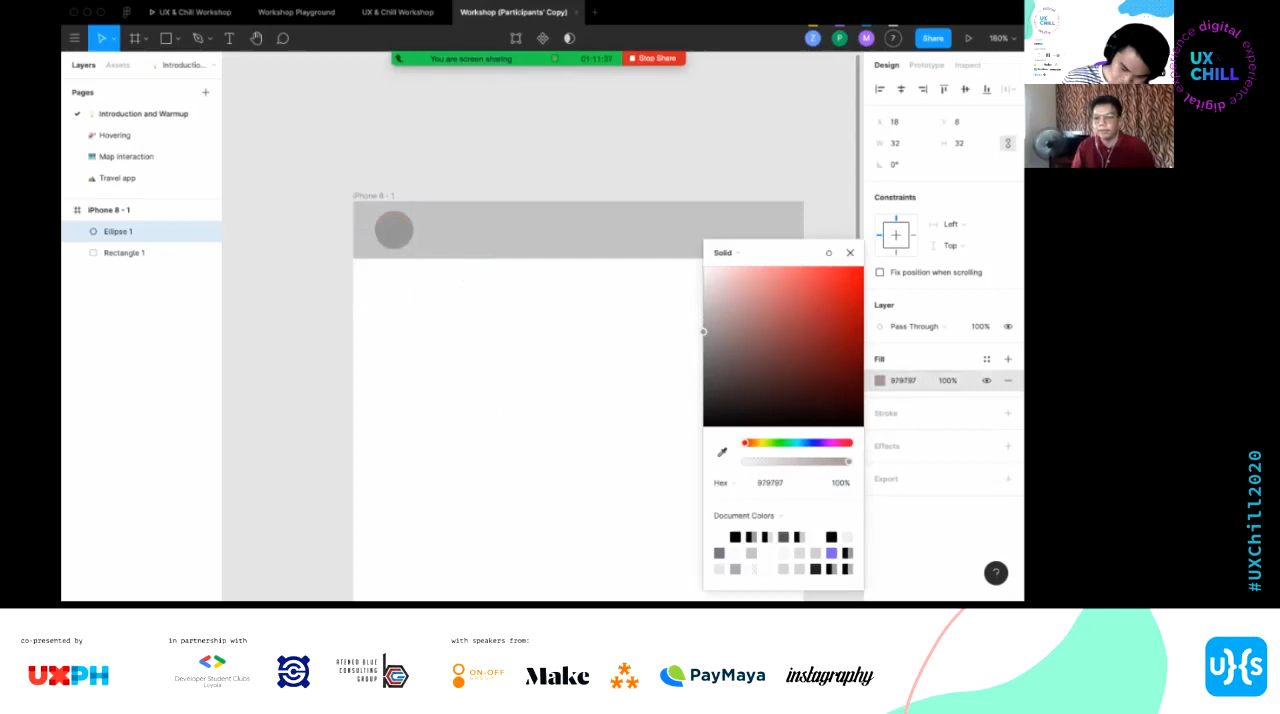 UX & Chill Workshop
Workshop Playground
UX & Chill Workshop
Workshop (Participants' Copy)
Z
P
M
?
Share
180%
You are screen sharing
01:11:37
Stop Share
Layers
Assets
Introductio...
Pages
Introduction and Warmup
Hovering
Map interaction
Travel app
iPhone 8 - 1
Ellipse 1
Rectangle 1
iPhone 8 - 1
Design
Prototype
Inspect
X 18
Y 8
W 32
H 32
0°
Constraints
Left
Top
Fix position when scrolling
Layer
Pass Through
100%
Fill
979797
100%
Stroke
Effects
Export
Solid
Hex
979797
100%
Document Colors
?
UX
CHILL
digital experience digital
UX
CHILL
#UXChill2020
co-presented by
UXPH
in partnership with
Developer Student Clubs
Loyola
ATENEO BLUE
CONSULTING
GROUP
with speakers from:
ON-OFF
GROUP
Make
PayMaya
instagraphy